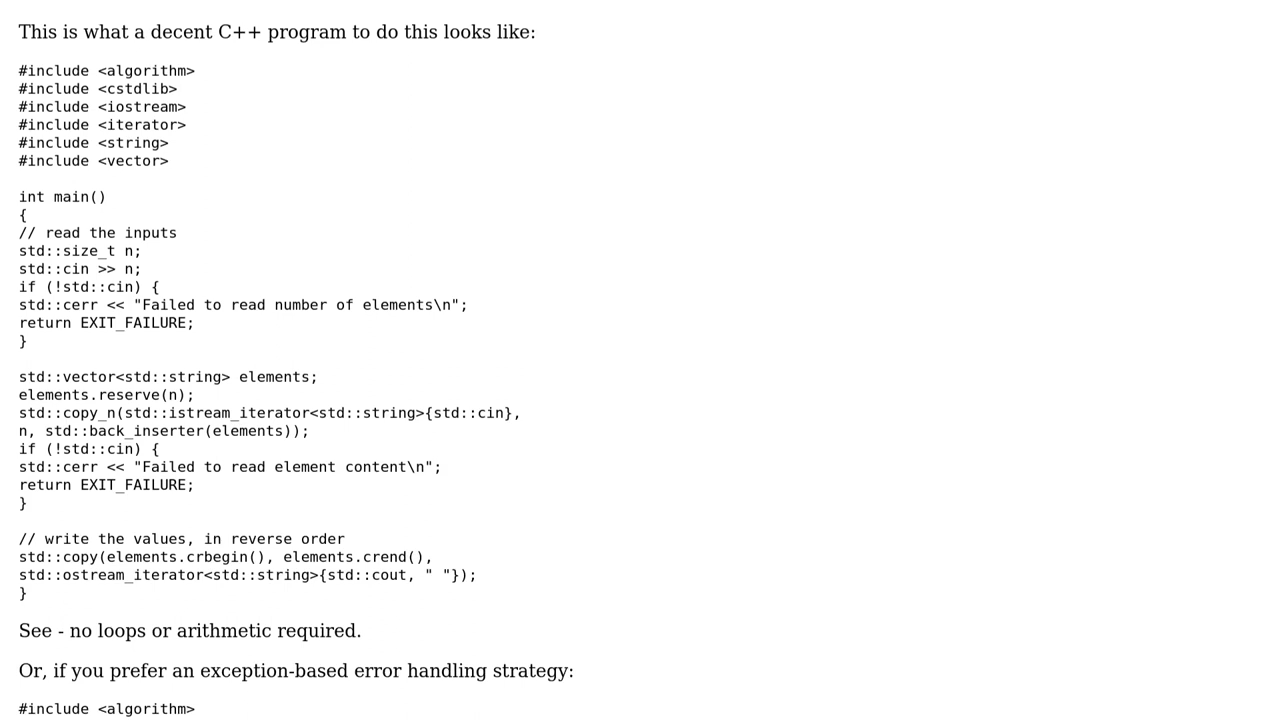 This is what a decent C++ program to do this looks like:
#include <algorithm>
#include <cstdlib>
#include <iostream>
#include <iterator>
#include <string>
#include <vector>
int main()
{
// read the inputs
std::size_t n;
std::cin >> n;
if (!std::cin) {
std::cerr << "Failed to read number of elements\n";
return EXIT_FAILURE;
}
std::vector<std::string> elements;
elements.reserve(n);
std::copy_n(std::istream_iterator<std::string>{std::cin},
n, std::back_inserter(elements));
if (!std::cin) {
std::cerr << "Failed to read element content\n";
return EXIT_FAILURE;
}
// write the values, in reverse order
std::copy(elements.crbegin(), elements.crend(),
std::ostream_iterator<std::string>{std::cout, " "});
}
See - no loops or arithmetic required.
Or, if you prefer an exception-based error handling strategy:
#include <algorithm>